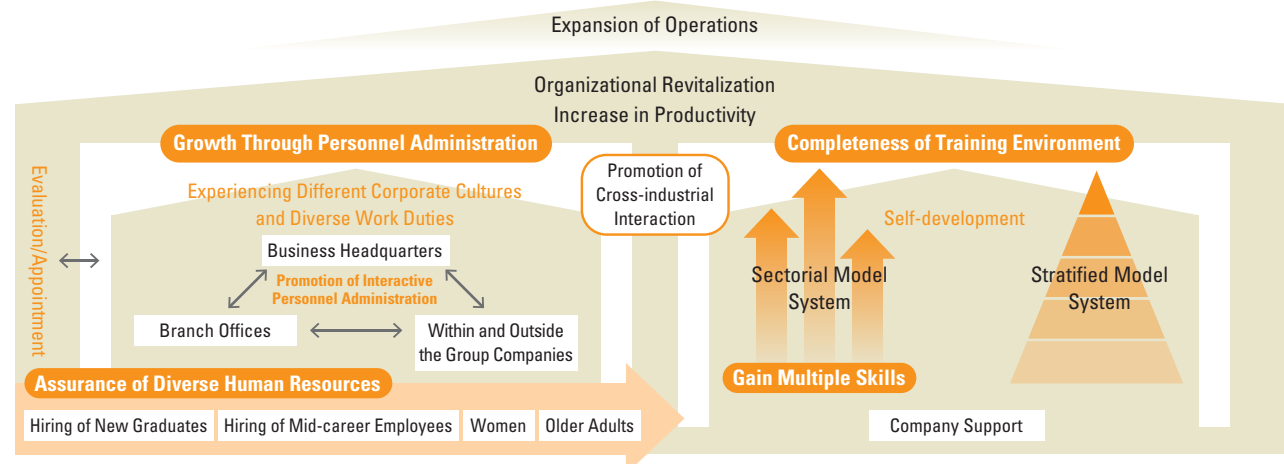 Expansion of Operations
Organizational Revitalization
Increase in Productivity
Growth Through Personnel Administration
Completeness of Training Environment
Promotion of
Cross-industrial
Interaction
Evaluation/Appointment
Experiencing Different Corporate Cultures
and Diverse Work Duties
Business Headquarters
Promotion of Interactive
Personnel Administration
Branch Offices
Within and Outside
the Group Companies
Self-development
Sectorial Model
System
Stratified Model
System
Assurance of Diverse Human Resources
Gain Multiple Skills
Hiring of New Graduates
Hiring of Mid-career Employees
Women
Older Adults
Company Support